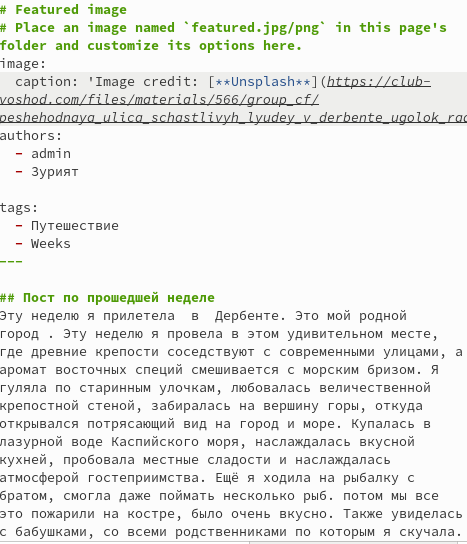 # Featured image
# Place an image named `featured.jpg/png` in this page's
folder and customize its options here.
image:
  caption: 'Image credit: [**Unsplash**](https://club-
voshod.com/files/materials/566/group_cf/
peshehodnaya_ulica_schastlivyh_lyudey_v_derbente_ugolok_rad
authors:
  - admin
  - Зурият

tags:
  - Путешествие
  - Weeks
---

## Пост по прошедшей неделе
Эту неделю я прилетела  в  Дербенте. Это мой родной
город . Эту неделю я провела в этом удивительном месте,
где древние крепости соседствуют с современными улицами, а
аромат восточных специй смешивается с морским бризом. Я
гуляла по старинным улочкам, любовалась величественной
крепостной стеной, забиралась на вершину горы, откуда
открывался потрясающий вид на город и море. Купалась в
лазурной воде Каспийского моря, наслаждалась вкусной
кухней, пробовала местные сладости и наслаждалась
атмосферой гостеприимства. Ещё я ходила на рыбалку с
братом, смогла даже поймать несколько рыб. потом мы все
это пожарили на костре, было очень вкусно. Также увиделась
с бабушками, со всеми родственниками по которым я скучала.